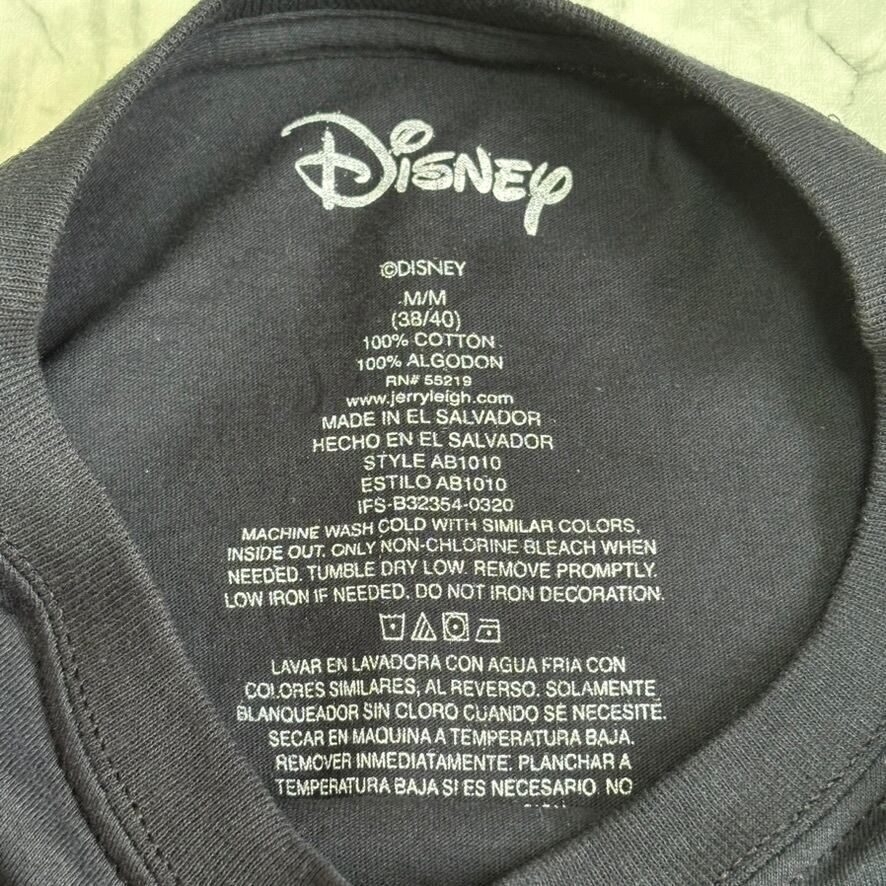 Disney
©DISNEY
M/M
(38/40)
100% COTTON
100% ALGODON
RN# 55219
www.jerryleigh.com
MADE IN EL SALVADOR
HECHO EN EL SALVADOR
STYLE AB1010
ESTILO AB1010
IFS-B32354-0320
MACHINE WASH COLD WITH SIMILAR COLORS,
INSIDE OUT. ONLY NON-CHLORINE BLEACH WHEN
NEEDED. TUMBLE DRY LOW. REMOVE PROMPTLY.
LOW IRON IF NEEDED. DO NOT IRON DECORATION.
LAVAR EN LAVADORA CON AGUA FRIA CON
COLORES SIMILARES, AL REVERSO. SOLAMENTE
BLANQUEADOR SIN CLORO CUANDO SE NECESITE.
SECAR EN MAQUINA A TEMPERATURA BAJA.
REMOVER INMEDIATAMENTE. PLANCHAR A
TEMPERATURA BAJA SI ES NECESARIO. NO